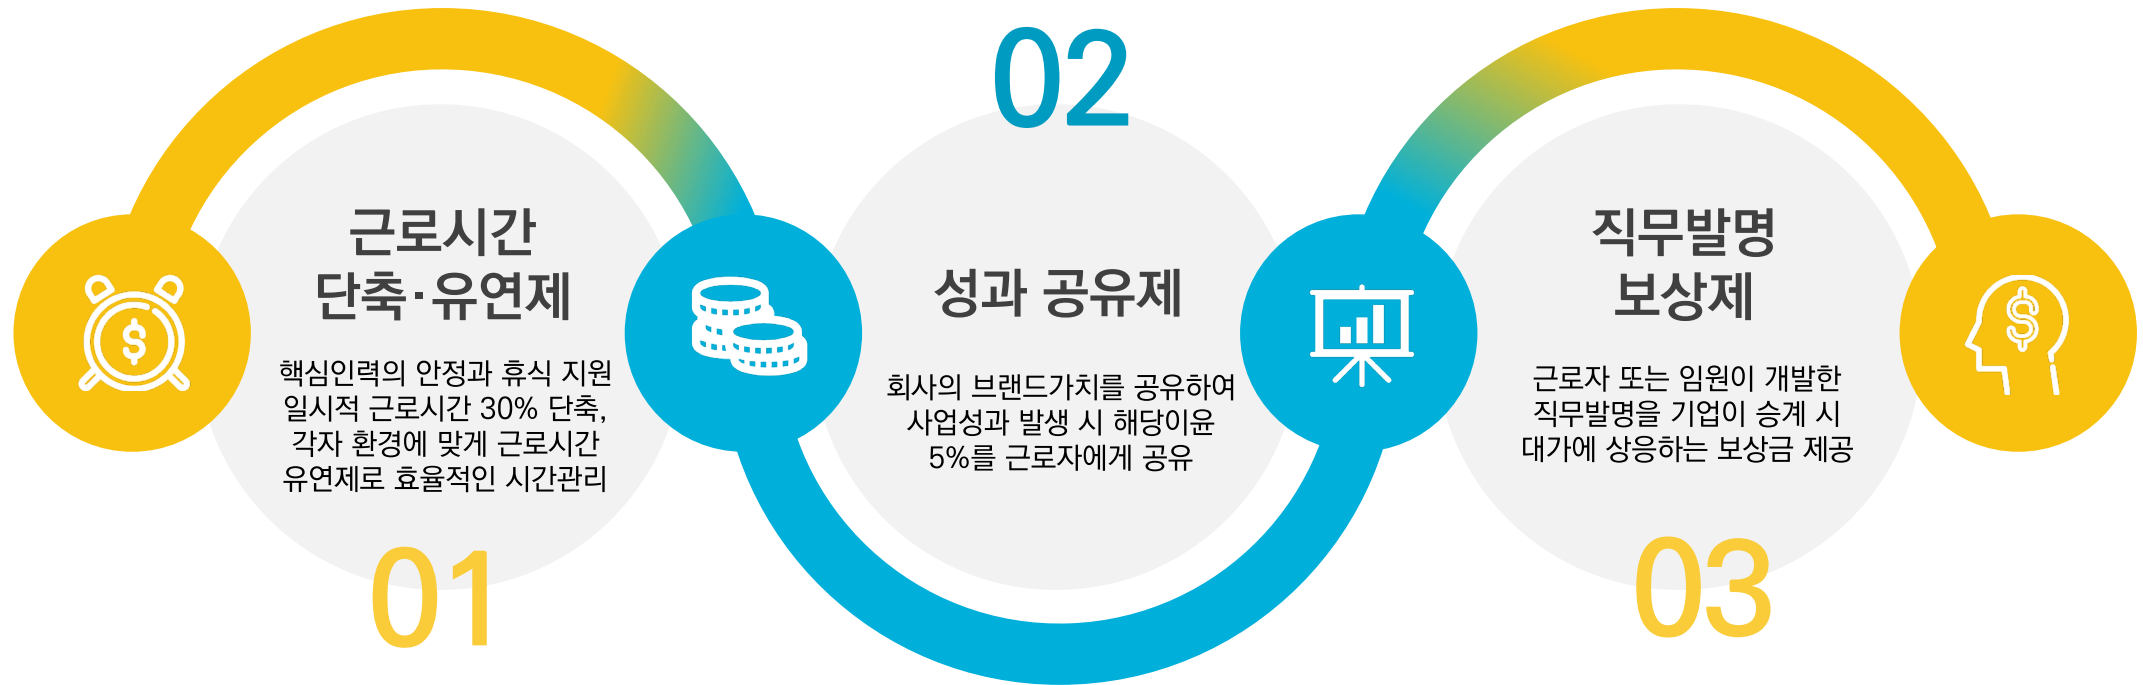 근로시간
단축·유연제
핵심인력의 안정과 휴식 지원
일시적 근로시간 30% 단축,
각자 환경에 맞게 근로시간
유연제로 효율적인 시간관리
01
02
성과 공유제
회사의 브랜드가치를 공유하여
사업성과 발생 시 해당이윤
5%를 근로자에게 공유
직무발명
보상제
근로자 또는 임원이 개발한
직무발명을 기업이 승계 시
대가에 상응하는 보상금 제공
03
$
$